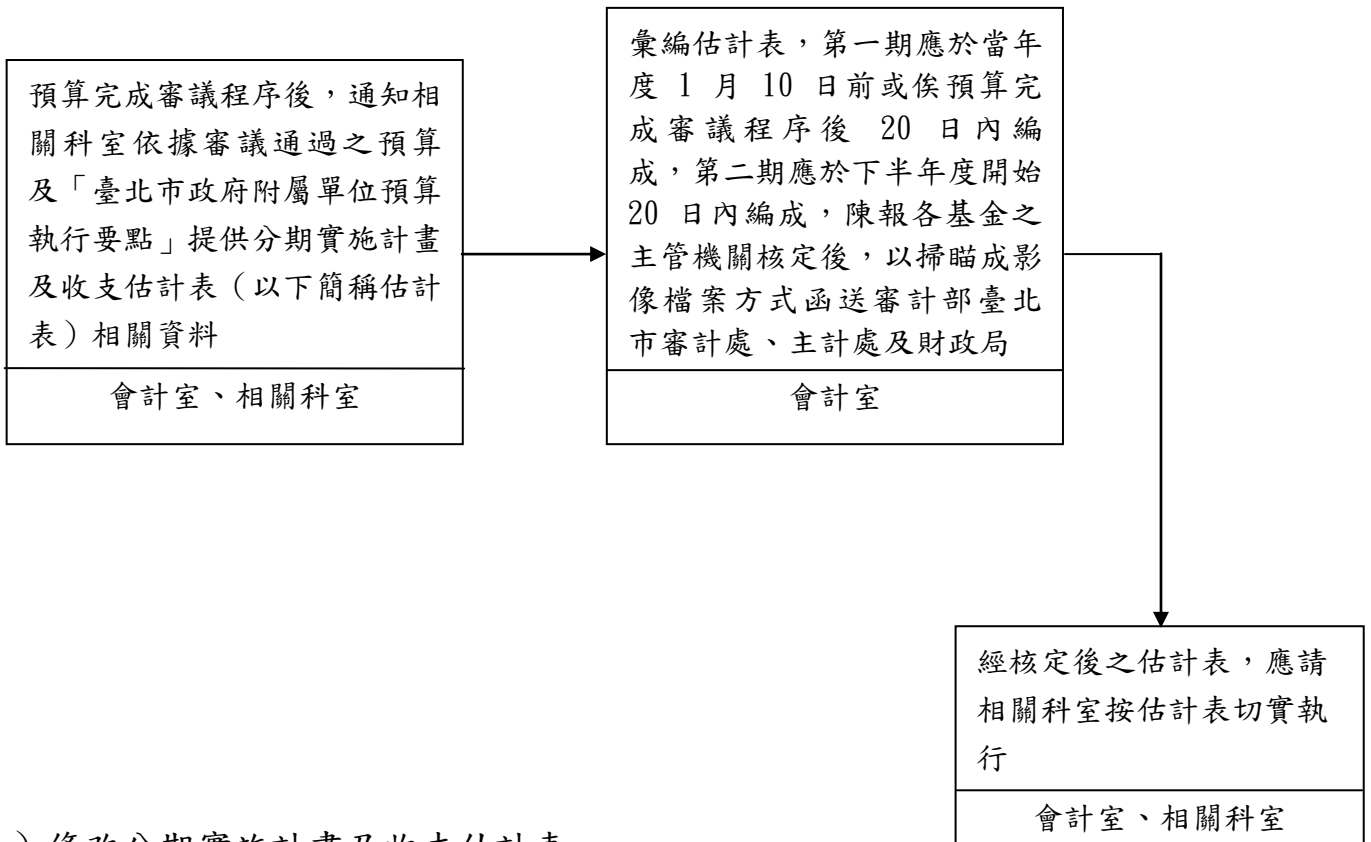 預算完成審議程序後，通知相
關科室依據審議通過之預算
及「臺北市政府附屬單位預算
執行要點」提供分期實施計畫
及收支估計表（以下簡稱估計
表）相關資料
會計室、相關科室
彙編估計表，第一期應於當年
度 1 月 10 日前或俟預算完
成審議程序後 20 日內編
成，第二期應於下半年度開始
20 日內編成，陳報各基金之
主管機關核定後，以掃瞄成影
像檔案方式函送審計部臺北
市審計處、主計處及財政局
會計室
經核定後之估計表，應請
相關科室按估計表切實執
行
會計室、相關科室
）修改分期實施計畫及收支估計表